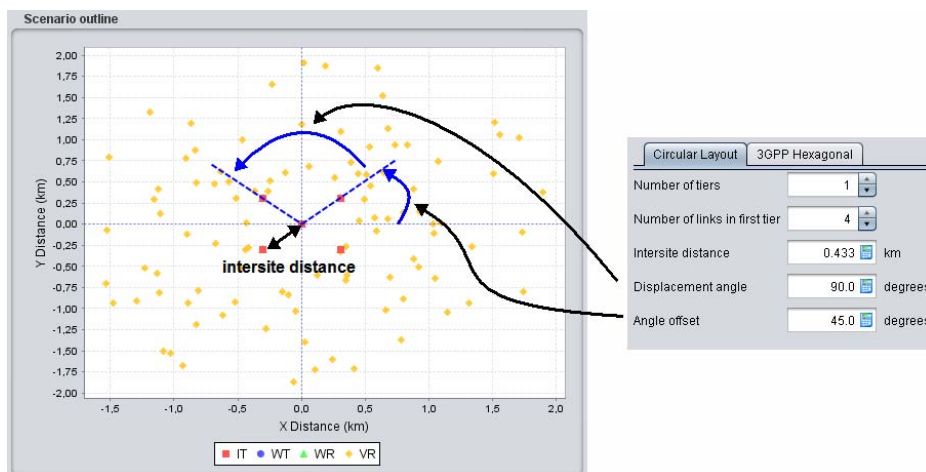 Scenario outline
2,00
1,75
1,50
1,25
1,00
0,75
0,50
0,25
0,00
-0,25
-0,50
-0,75
-1,00
-1,25
-1,50
-1,75
-2,00
Y Distance (km)
intersite distance
-1,5
-1,0
-0,5
0,0
0,5
1,0
1,5
2,0
X Distance (km)
IT WT WR VR
Circular Layout 3GPP Hexagonal
Number of tiers 1
Number of links in first tier 4
Intersite distance 0.433 km
Displacement angle 90.0 degrees
Angle offset 45.0 degrees